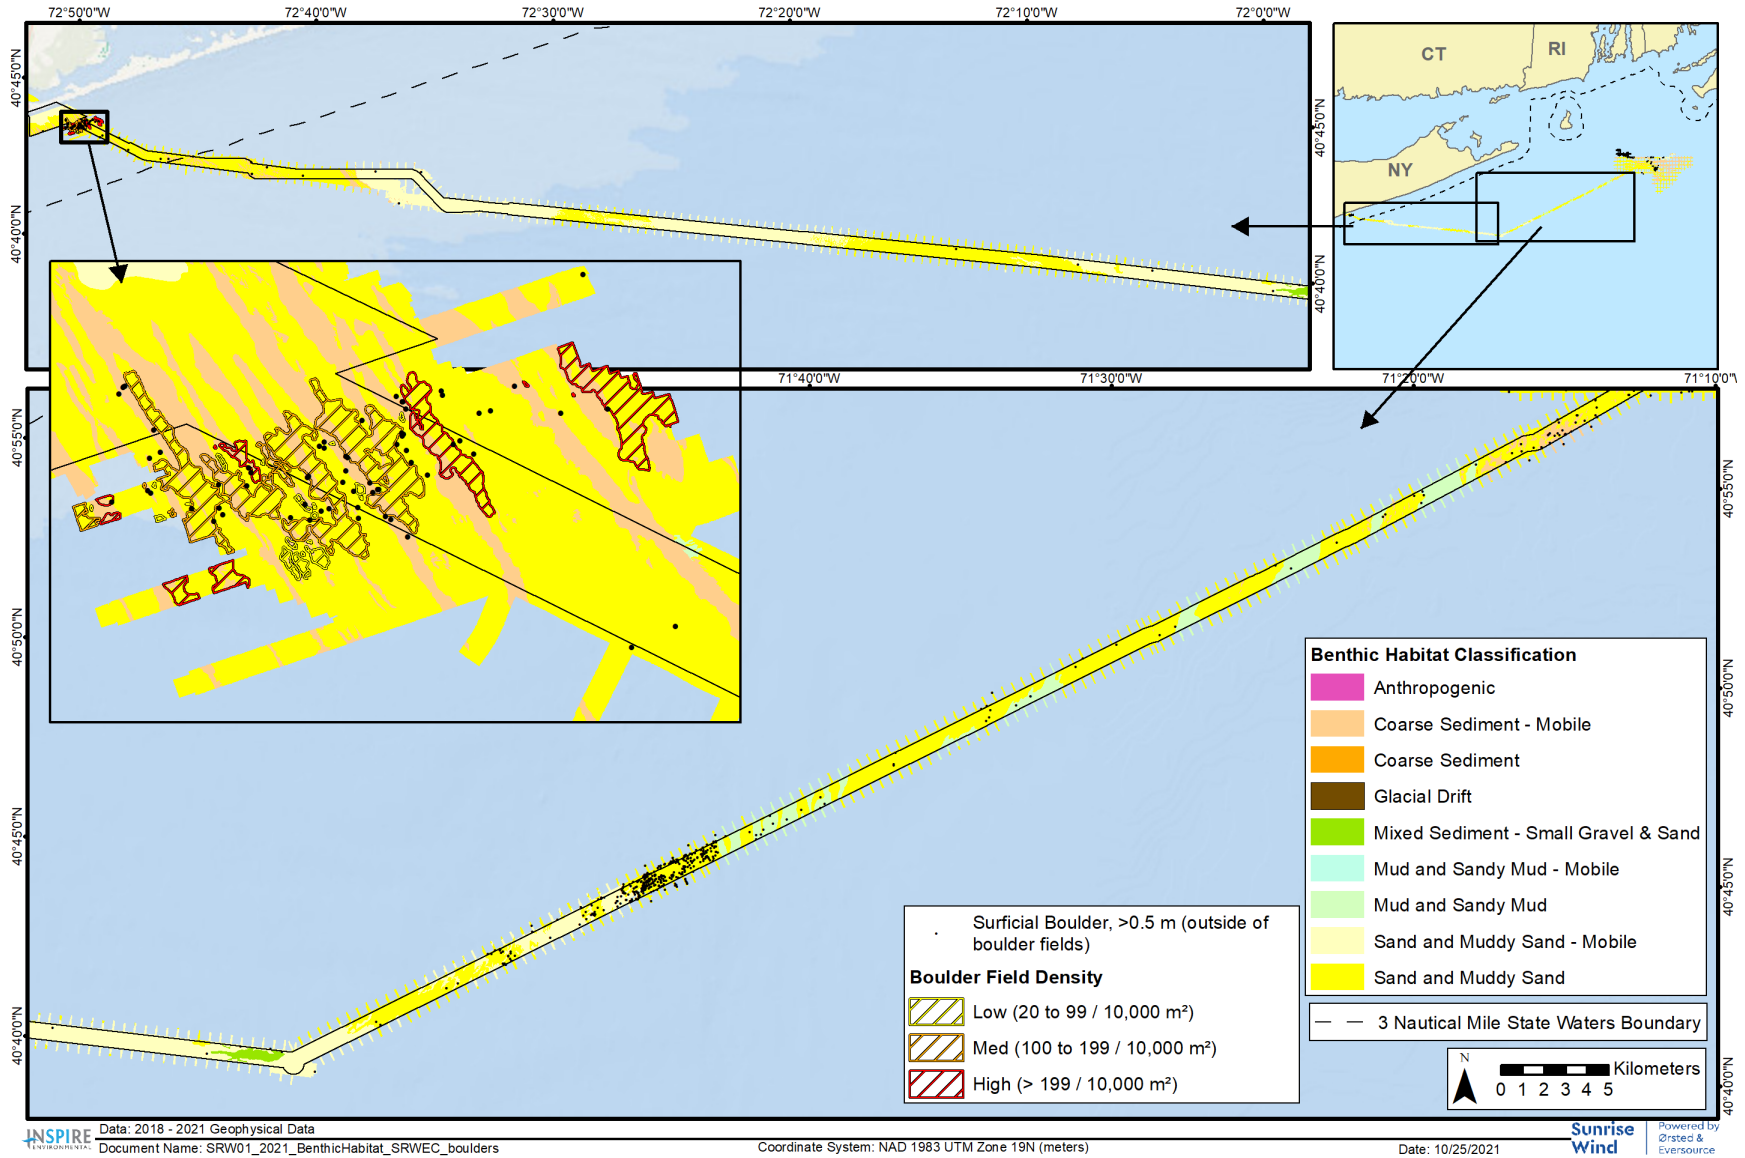 72°50'0"W 72°40'0"W 72°30'0"W 72°20'0"W 72°10'0"W 72°0'0"W
40°45'0"N
40°40'0"N
40°45'0"N
40°40'0"N
CT
RI
NY
71°40'0"W 71°30'0"W 71°20'0"W 71°10'0"W
40°55'0"N
40°50'0"N
40°45'0"N
40°40'0"N
40°55'0"N
40°50'0"N
40°45'0"N
40°40'0"N
Benthic Habitat Classification
Anthropogenic
Coarse Sediment - Mobile
Coarse Sediment
Glacial Drift
Mixed Sediment - Small Gravel & Sand
Mud and Sandy Mud - Mobile
Mud and Sandy Mud
Sand and Muddy Sand - Mobile
Sand and Muddy Sand
Surficial Boulder, >0.5 m (outside of
boulder fields)
Boulder Field Density
Low (20 to 99 / 10,000 m²)
Med (100 to 199 / 10,000 m²)
High (> 199 / 10,000 m²)
3 Nautical Mile State Waters Boundary
N
Kilometers
0 1 2 3 4 5
INSPIRE
ENVIRONMENTAL
Data: 2018 - 2021 Geophysical Data
Document Name: SRW01_2021_BenthicHabitat_SRWEC_boulders
Coordinate System: NAD 1983 UTM Zone 19N (meters)
Date: 10/25/2021
Sunrise
Wind
Powered by
Ørsted &
Eversource